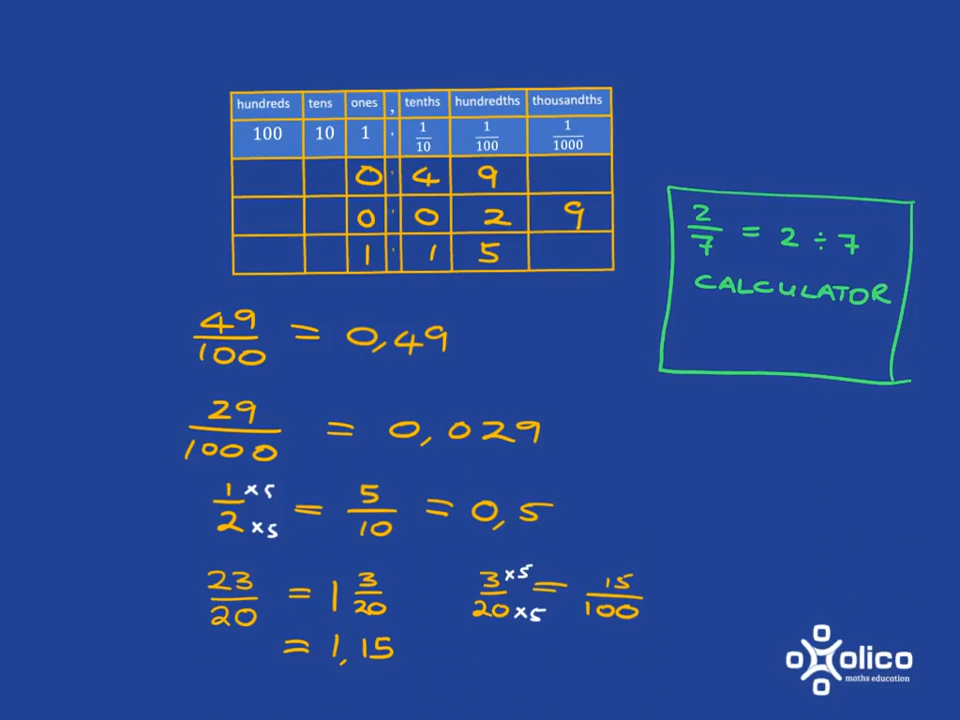 hundreds tens ones , tenths hundredths thousandths
100 10 1 , 1/10 1/100 1/1000
0 , 4 9
0 , 0 2 9
1 , 1 5
2/7 = 2 ÷ 7
CALCULATOR
49/100 = 0,49
29/1000 = 0,029
1/2 ×5 ×5 = 5/10 = 0,5
23/20 = 1 3/20
= 1,15
3/20 ×5 ×5 = 15/100
olico
maths education